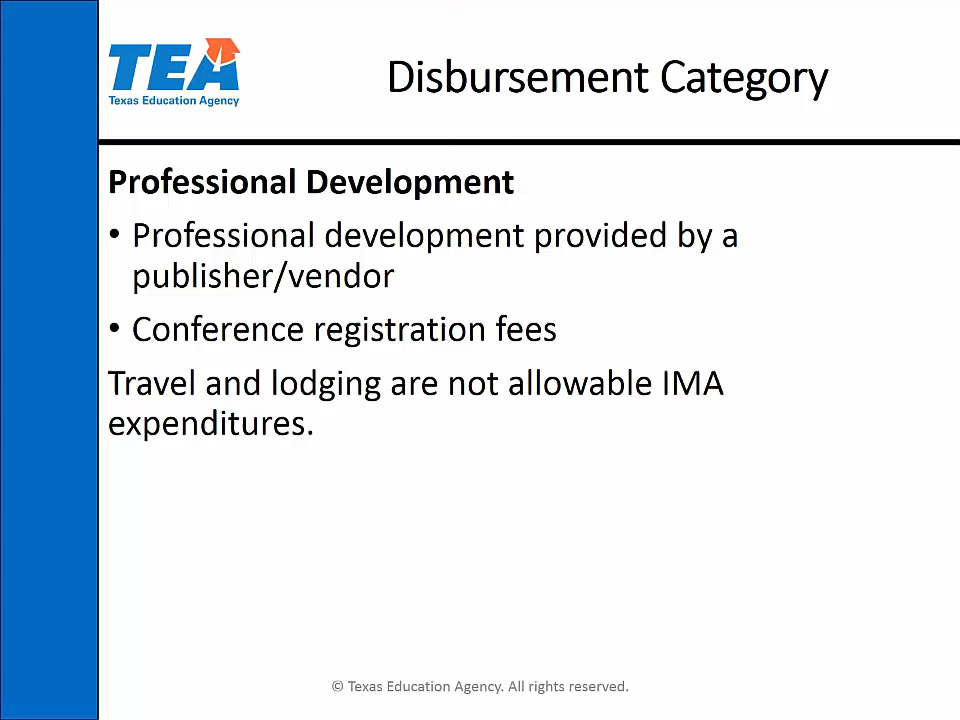 TEA
Texas Education Agency
Disbursement Category
Professional Development
• Professional development provided by a
publisher/vendor
• Conference registration fees
Travel and lodging are not allowable IMA
expenditures.
© Texas Education Agency. All rights reserved.